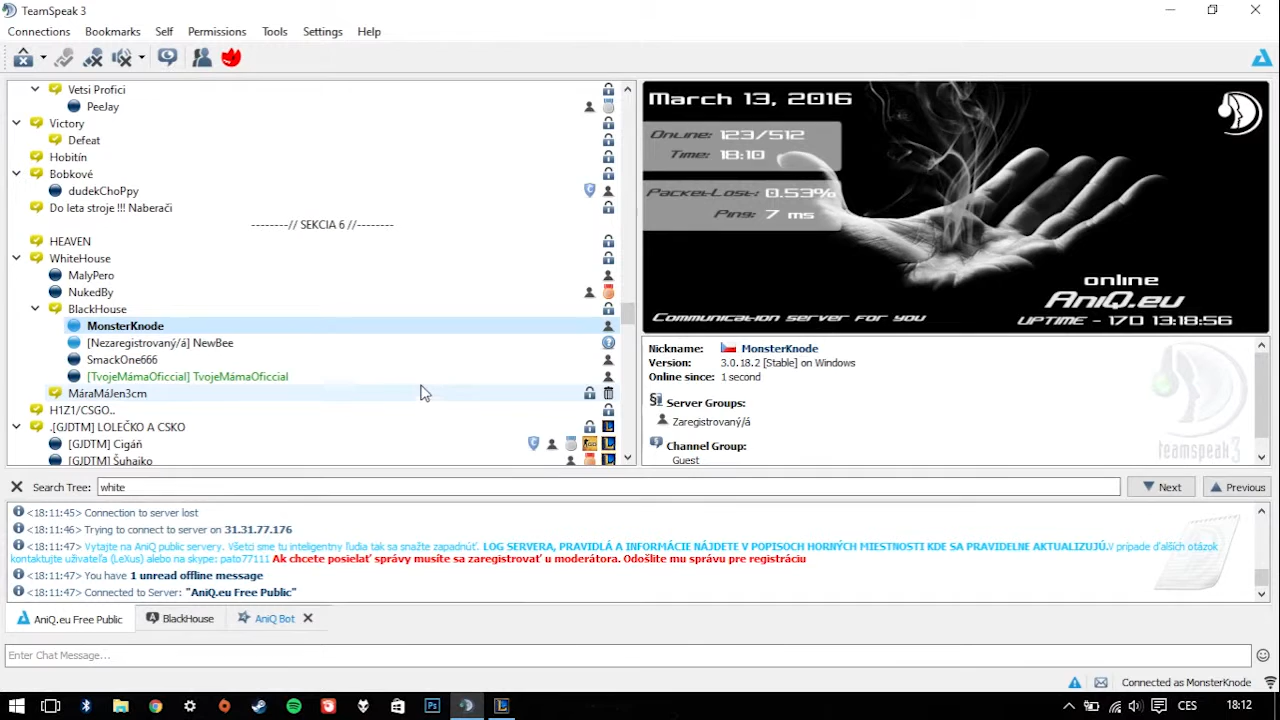 TeamSpeak 3
Connections Bookmarks Self Permissions Tools Settings Help
Vetsi Profici
PeeJay
Victory
Defeat
Hobitín
Bobkové
dudekChoPpy
Do leta stroje !!! Naberači
--------// SEKCIA 6 //--------
HEAVEN
WhiteHouse
MalyPero
NukedBy
BlackHouse
MonsterKnode
[Nezaregistrovaný/á] NewBee
SmackOne666
[TvojeMámaOficcial] TvojeMámaOficcial
MáraMáJen3cm
H1Z1/CSGO..
.[GJDTM] LOLEČKO A CSKO
[GJDTM] Cigáň
[GJDTM] Šuhajko
March 13, 2016
Online: 123/512
Time: 18:10
Packet-Lost: 0.53%
Ping: 7 ms
online
AniQ.eu
Communication server for you
UPTIME - 170 13:18:56
Nickname: MonsterKnode
Version: 3.0.18.2 [Stable] on Windows
Online since: 1 second
Server Groups:
Zaregistrovaný/á
Channel Group:
Guest
teamspeak3
Search Tree: white Next Previous
<18:11:45> Connection to server lost
<18:11:46> Trying to connect to server on 31.31.77.176
<18:11:47> Vytajte na AniQ public servery. Všetci sme tu inteligentny ľudia tak sa snažte zapadnúť. LOG SERVERA, PRAVIDLÁ A INFORMÁCIE NÁJDETE V POPISOCH HORNÝCH MIESTNOSTI KDE SA PRAVIDELNE AKTUALIZUJÚ.V prípade ďalších otázok
kontaktujte užívateľa (LeXus) alebo na skype: pato77111 Ak chcete posielať správy musíte sa zaregistrovať u moderátora. Odošlite mu správu pre registráciu
<18:11:47> You have 1 unread offline message
<18:11:47> Connected to Server: "AniQ.eu Free Public"
AniQ.eu Free Public BlackHouse AniQ Bot
Enter Chat Message...
Connected as MonsterKnode
CES 18:12